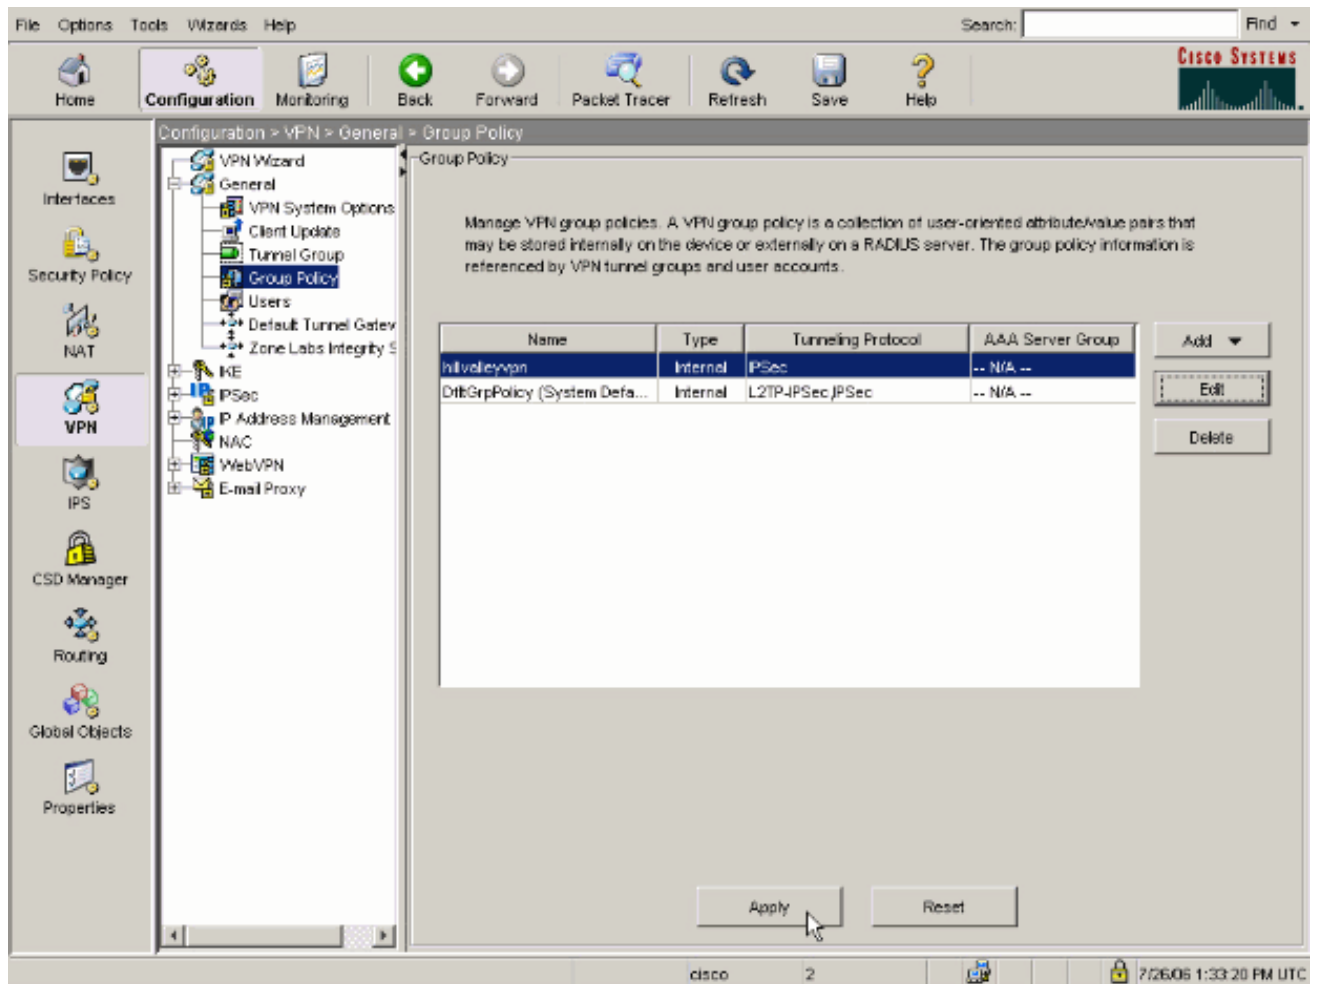 File Options Tools Wizards Help Search: Find
Home Configuration Monitoring Back Forward Packet Tracer Refresh Save Help
CISCO SYSTEMS
Configuration > VPN > General > Group Policy
Interfaces
Security Policy
NAT
VPN
IPS
CSD Manager
Routing
Global Objects
Properties
VPN Wizard
General
VPN System Options
Client Update
Tunnel Group
Group Policy
Users
Default Tunnel Gatew
Zone Labs Integrity S
IKE
IPSec
IP Address Management
NAC
WebVPN
E-mail Proxy
Group Policy
Manage VPN group policies. A VPN group policy is a collection of user-oriented attribute/value pairs that
may be stored internally on the device or externally on a RADIUS server. The group policy information is
referenced by VPN tunnel groups and user accounts.
Name Type Tunneling Protocol AAA Server Group
hillvalleyvpn Internal IPSec -- N/A --
DfltGrpPolicy (System Defa... Internal L2TP-IPSec,IPSec -- N/A --
Add
Edit
Delete
Apply Reset
cisco 2 7/26/06 1:33:20 PM UTC